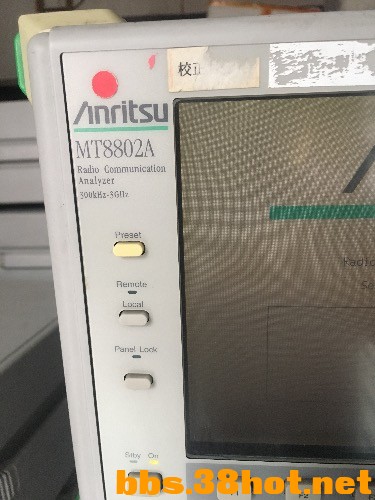 校正
Anritsu
MT8802A
Radio Communication
Analyzer
300kHz-3GHz
Preset
Remote
Local
Panel Lock
Stby On
F2
bbs.38hot.net